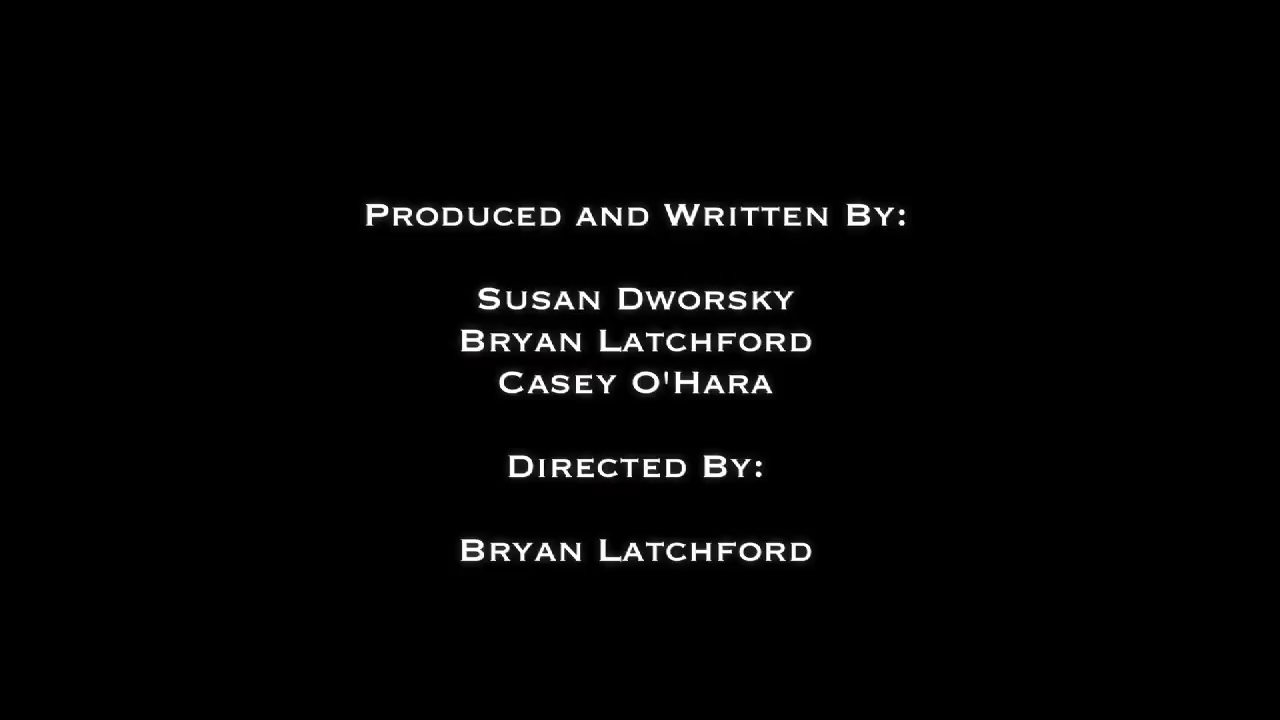 Produced and Written By:
Susan Dworsky
Bryan Latchford
Casey O'Hara
Directed By:
Bryan Latchford